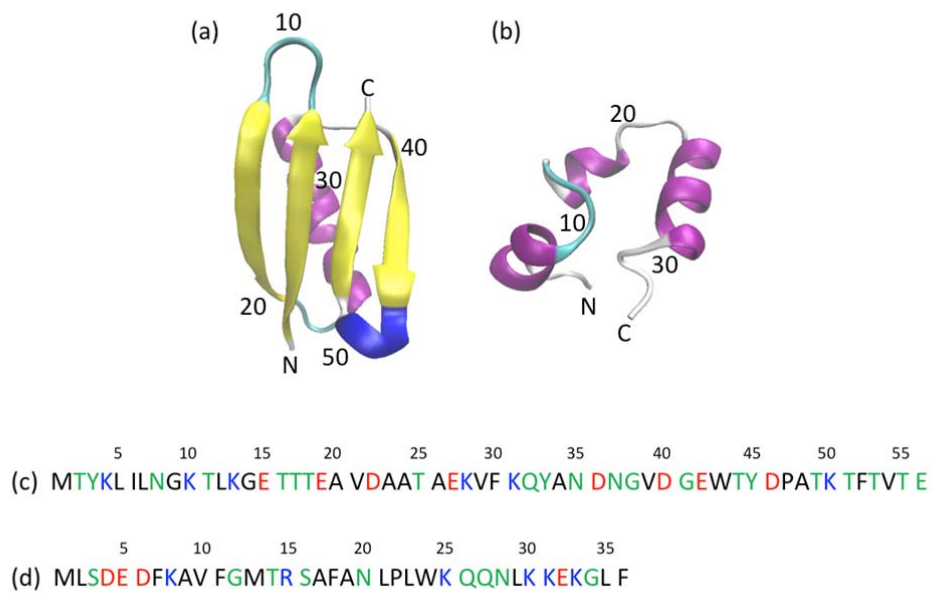 (a) (b)
10
C 20
40
30
10
30
20 N
C
N 50
5 10 15 20 25 30 35 40 45 50 55
(c) MTYKL ILNGK TLKGE TTTEA VDAAT AEKVF KQYAN DNGVD GEWTY DPATK TFTVT E
5 10 15 20 25 30 35
(d) MLSDE DFKAV FGMTR SAFAN LPLWK QQNLK KEKGL F